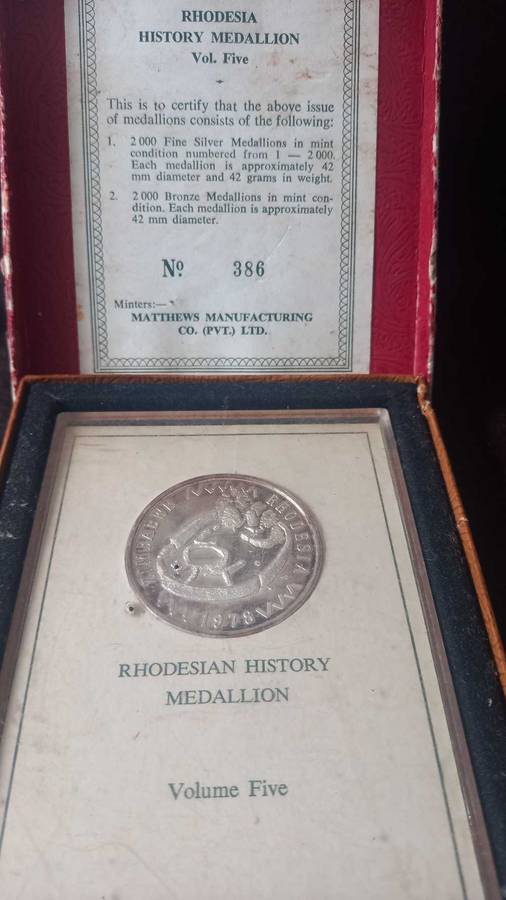 RHODESIA
HISTORY MEDALLION
Vol. Five
This is to certify that the above issue
of medallions consists of the following:
1. 2 000 Fine Silver Medallions in mint
condition numbered from 1 — 2 000.
Each medallion is approximately 42
mm diameter and 42 grams in weight.
2. 2 000 Bronze Medallions in mint con-
dition. Each medallion is approximately
42 mm diameter.
No 386
Minters:—
MATTHEWS MANUFACTURING
CO. (PVT.) LTD.
ZIMBABWE RHODESIA
1978
RHODESIAN HISTORY
MEDALLION
Volume Five